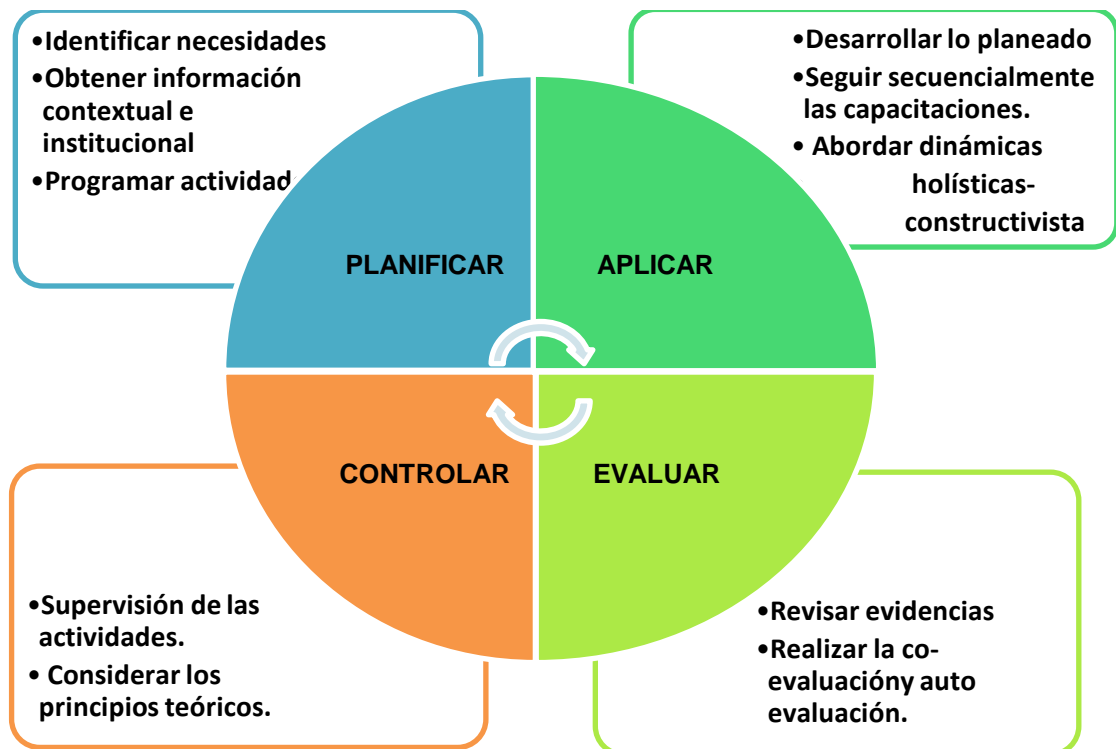 •Identificar necesidades
•Obtener información
contextual e
institucional
•Programar actividad
•Desarrollar lo planeado
•Seguir secuencialmente
las capacitaciones.
• Abordar dinámicas
holísticas-
constructivista
PLANIFICAR
APLICAR
CONTROLAR
EVALUAR
•Supervisión de las
actividades.
• Considerar los
principios teóricos.
•Revisar evidencias
•Realizar la co-
evaluacióny auto
evaluación.